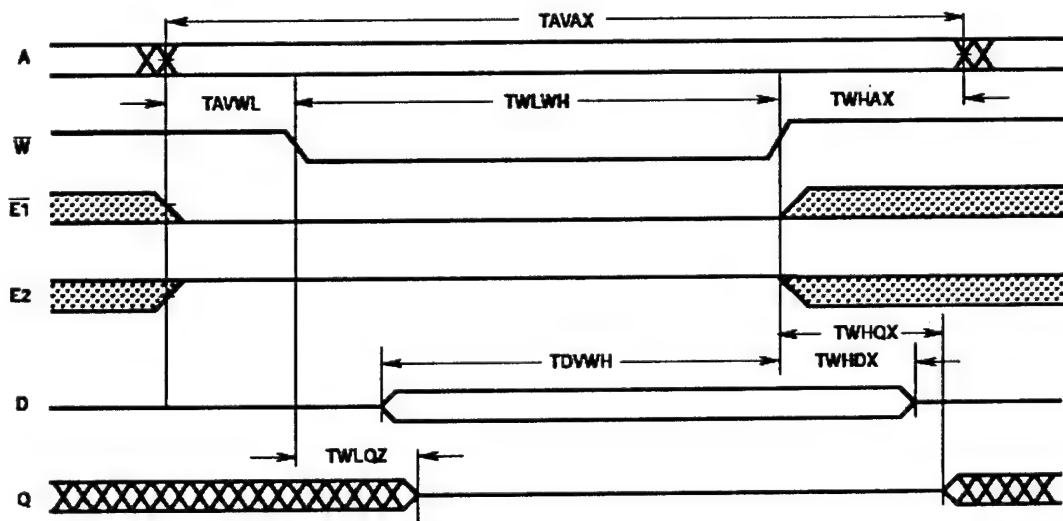 TAVAX
A
TAVWL TWLWH TWHAX
W
E1
E2
TWHQX
TDVWH TWHDX
D
TWLQZ
Q